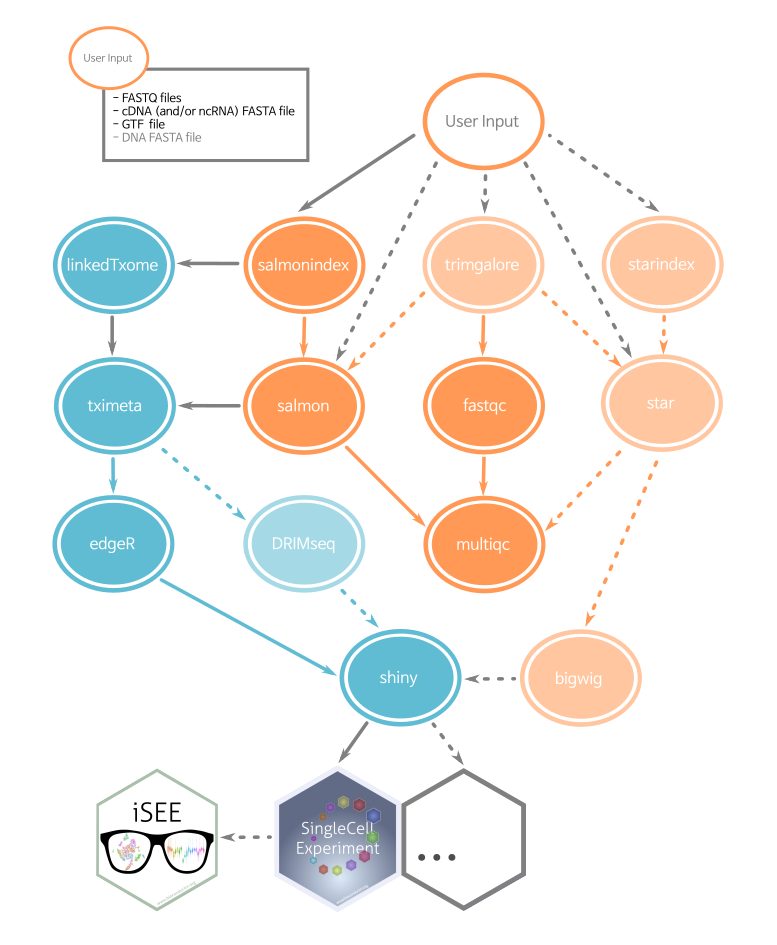 User Input
- FASTQ files
- cDNA (and/or ncRNA) FASTA file
- GTF file
- DNA FASTA file
User Input
linkedTxome
salmonindex
trimgalore
starindex
tximeta
salmon
fastqc
star
edgeR
DRIMseq
multiqc
shiny
bigwig
iSEE
SingleCell
Experiment
...